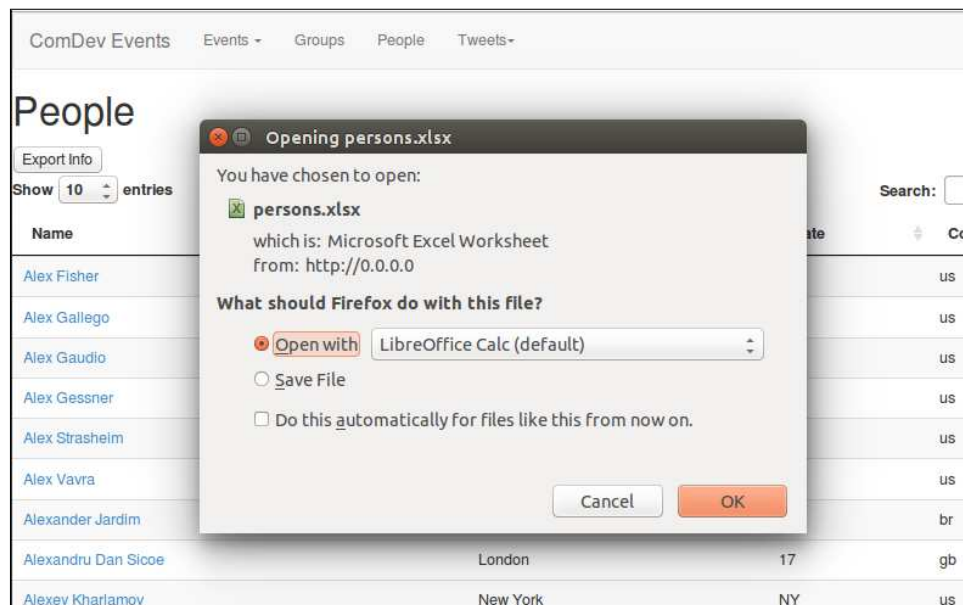 ComDev Events Events Groups People Tweets
People
Export Info
Show 10 entries Search:
Name ate Co
Opening persons.xlsx
You have chosen to open:
persons.xlsx
which is: Microsoft Excel Worksheet
from: http://0.0.0.0
What should Firefox do with this file?
Open with LibreOffice Calc (default)
Save File
Do this automatically for files like this from now on.
Cancel OK
Alex Fisher us
Alex Gallego us
Alex Gaudio us
Alex Gessner us
Alex Strasheim us
Alex Vavra us
Alexander Jardim br
Alexandru Dan Sicoe London 17 gb
Alexey Kharlamov New York NY us